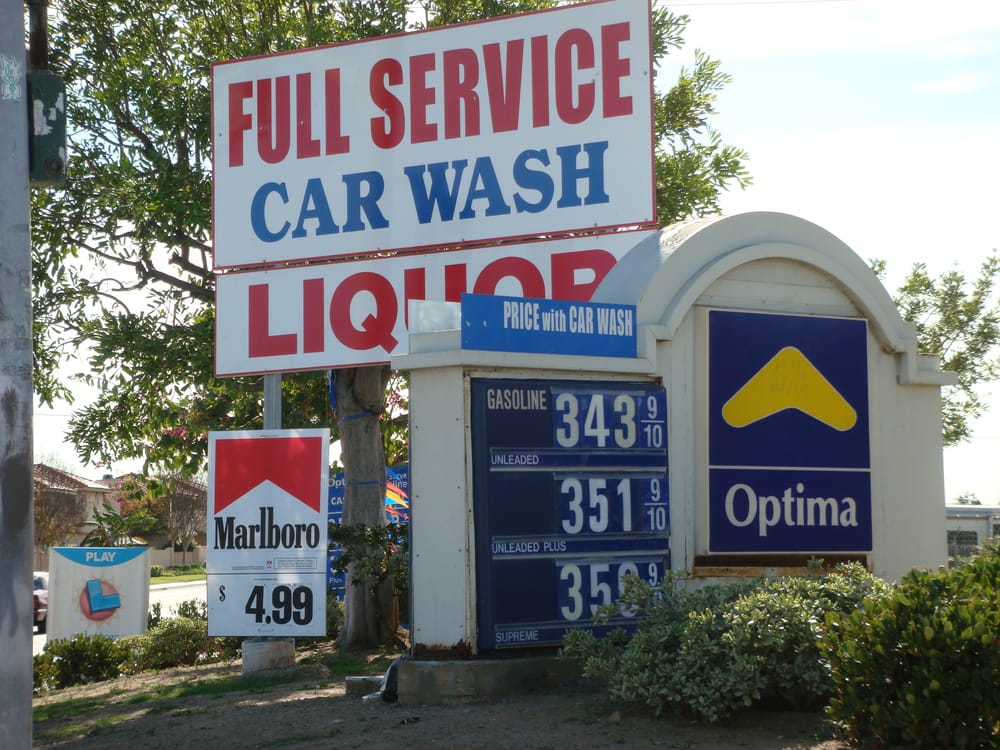 FULL SERVICE
CAR WASH
LIQUOR
PRICE with CAR WASH
GASOLINE
343 9/10
UNLEADED
351 9/10
UNLEADED PLUS
9
SUPREME
Optima
Marlboro
$ 4.99
PLAY